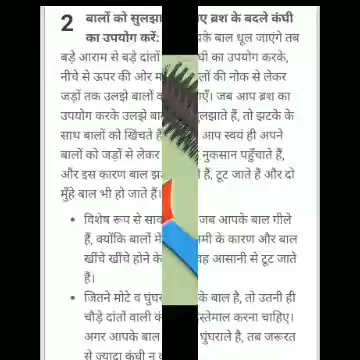 2 बालों को सुलझा ए ब्रश के बदले कंघी
का उपयोग करें: के बाल धूल जाएंगे तब
बड़े आराम से बड़े दांतों घी का उपयोग करके,
नीचे से ऊपर की ओर म लों की नोक से लेकर
जड़ों तक उलझे बालों क एँ। जब आप ब्रश का
उपयोग करके उलझे बा लझाते हैं, तो झटके के
साथ बालों को खिंचते है आप स्वयं ही अपने
बालों को जड़ों से लेकर नुकसान पहुँचाते हैं,
और इस कारण बाल झ हैं, टूट जाते हैं और दो
मुँहे बाल भी हो जाते हैं।
• विशेष रूप से साव जब आपके बाल गीले
हैं, क्योंकि बालों में मी के कारण और बाल
खींचे खींचे होने के वह आसानी से टूट जाते
हैं।
• जितने मोटे व घुंघर के बाल है, तो उतनी ही
चौड़े दांतों वाली कं स्तेमाल करना चाहिए।
अगर आपके बाल घुंघराले है, तब जरूरत
से ज्यादा कंघी न क